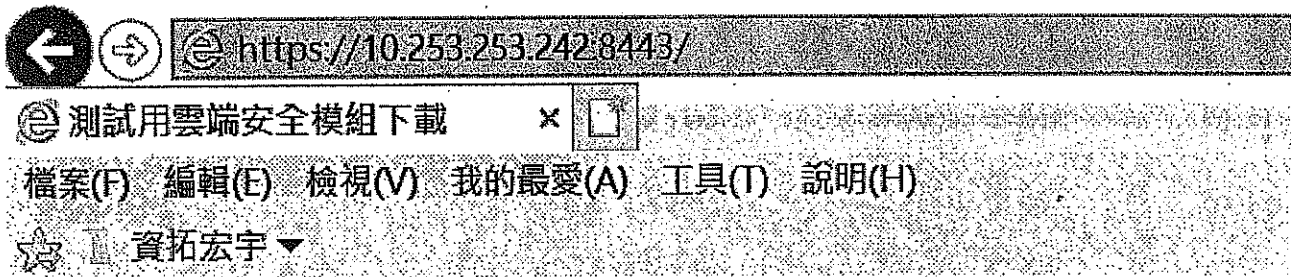 https://10.253.253.242:8443/
測試用雲端安全模組下載
檔案(F) 編輯(E) 檢視(V) 我的最愛(A) 工具(T) 說明(H)
資拓宏宇